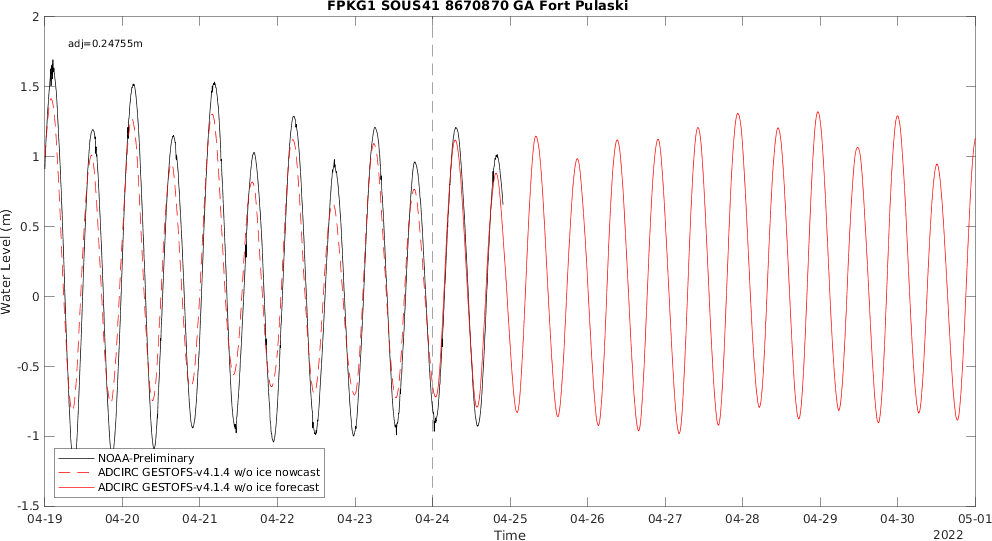 FPKG1 SOUS41 8670870 GA Fort Pulaski
adj=0.24755m
2
1.5
1
0.5
0
-0.5
-1
-1.5
Water Level (m)
NOAA-Preliminary
ADCIRC GESTOFS-v4.1.4 w/o ice nowcast
ADCIRC GESTOFS-v4.1.4 w/o ice forecast
04-19 04-20 04-21 04-22 04-23 04-24 04-25 04-26 04-27 04-28 04-29 04-30 05-01
Time
2022